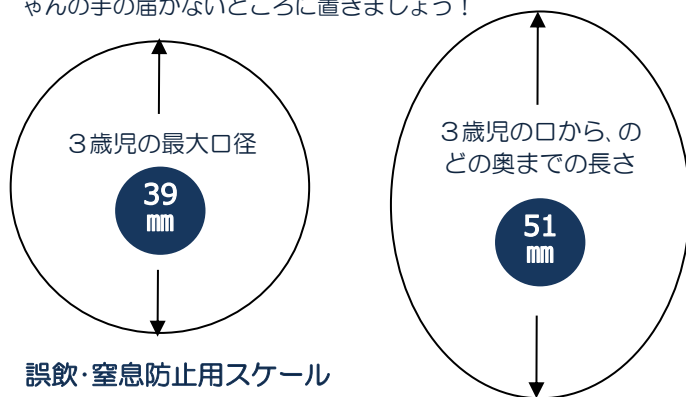 ゃんの手の届かないところに置きましょう！
３歳児の最大口径
39
㎜
３歳児の口から、の
どの奥までの長さ
51
㎜
誤飲・窒息防止用スケール